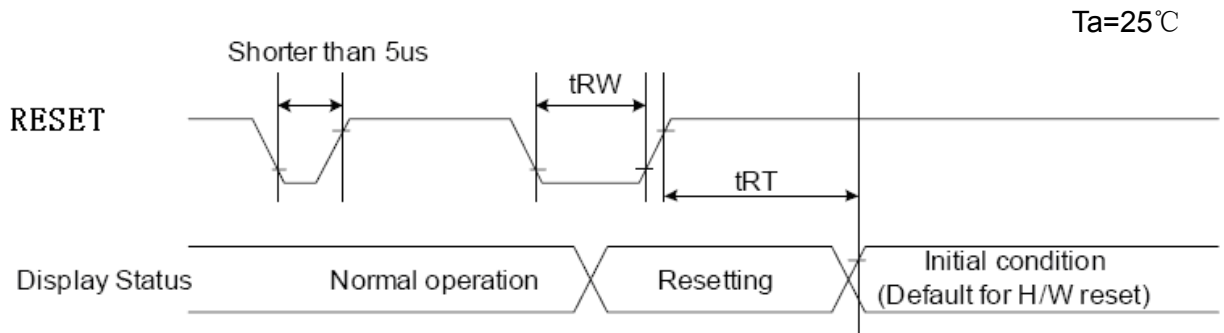 Ta=25℃
Shorter than 5us
tRW
RESET
tRT
Display Status
Normal operation
Resetting
Initial condition
(Default for H/W reset)